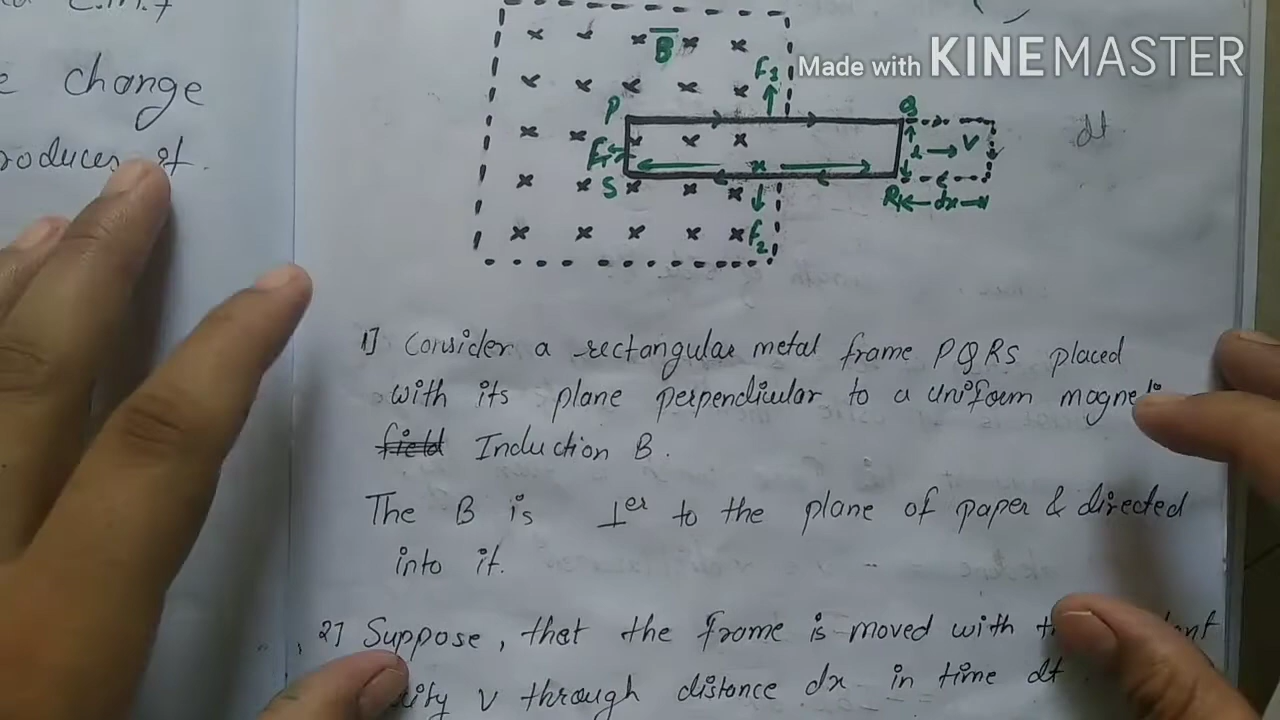 e change
produces it.
B
F3
Made with KINEMASTER
P
Q
dt
F1
x
l
V
S
R
dx
F2
1] Consider a rectangular metal frame PQRS placed
with its plane perpendicular to a uniform magnetic
field Induction B.
The B is ⊥er to the plane of paper & directed
into it.
2] Suppose, that the frame is moved with
v through distance dx in time dt